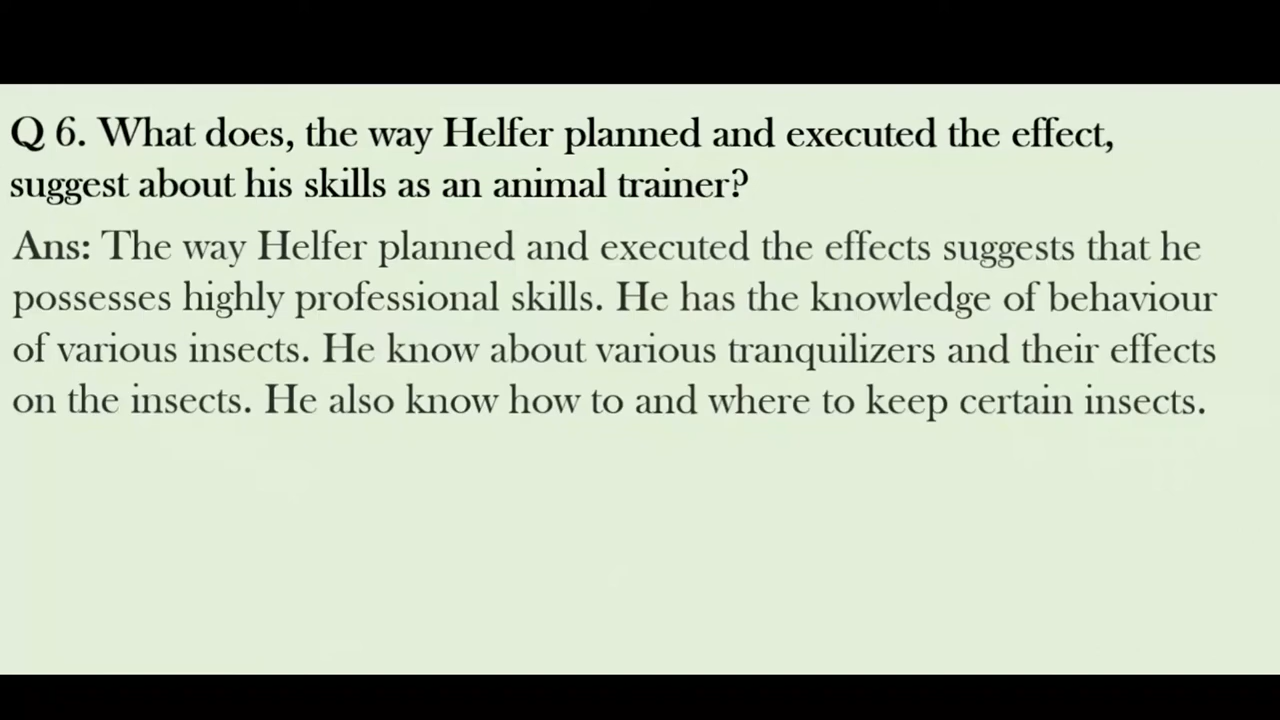 Q 6. What does, the way Helfer planned and executed the effect,
suggest about his skills as an animal trainer?
Ans: The way Helfer planned and executed the effects suggests that he
possesses highly professional skills. He has the knowledge of behaviour
of various insects. He know about various tranquilizers and their effects
on the insects. He also know how to and where to keep certain insects.